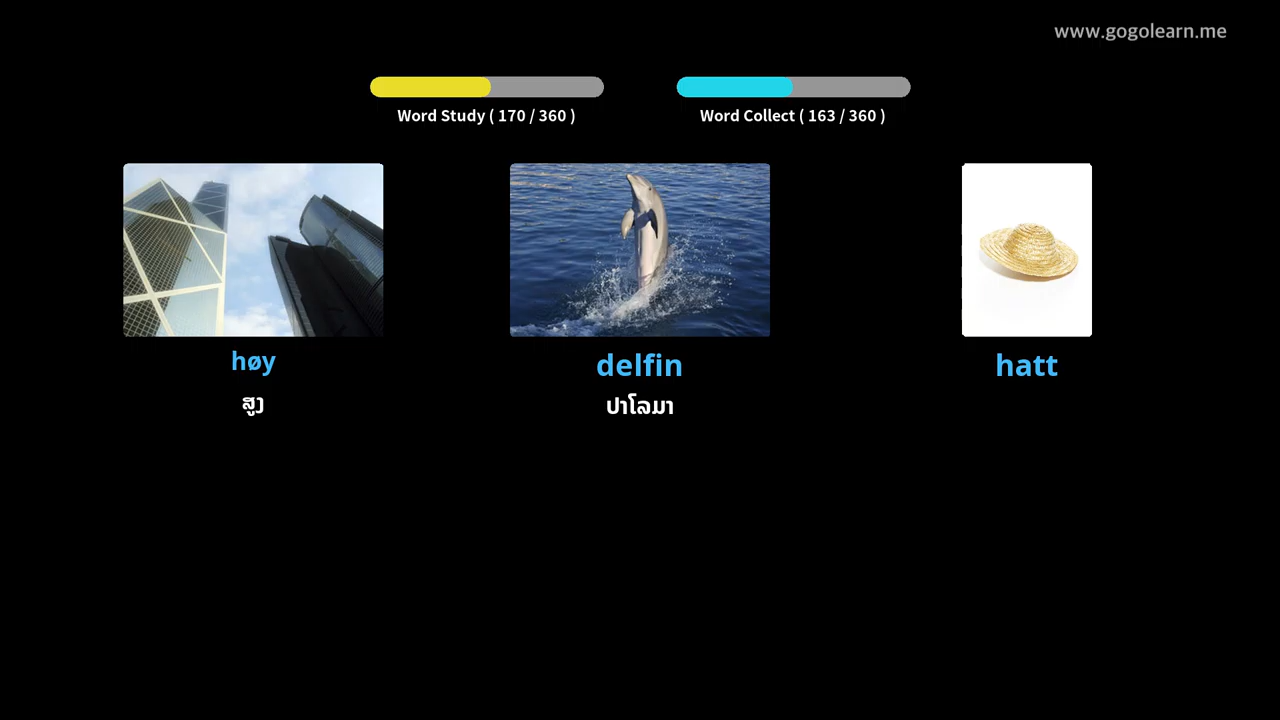 www.gogolearn.me
Word Study ( 170 / 360 )
Word Collect ( 163 / 360 )
høy
ສູງ
delfin
ປາໂລມາ
hatt